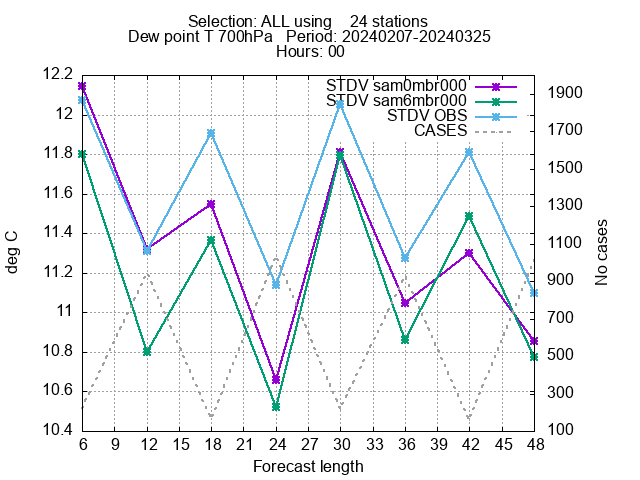 Selection: ALL using    24 stations
Dew point T 700hPa   Period: 20240207-20240325
Hours: 00
STDV sam0mbr000
STDV sam6mbr000
STDV OBS
CASES
deg C
12.2
12
11.8
11.6
11.4
11.2
11
10.8
10.6
10.4
1900
1700
1500
1300
1100
900
700
500
300
100
No cases
6 9 12 15 18 21 24 27 30 33 36 39 42 45 48
Forecast length